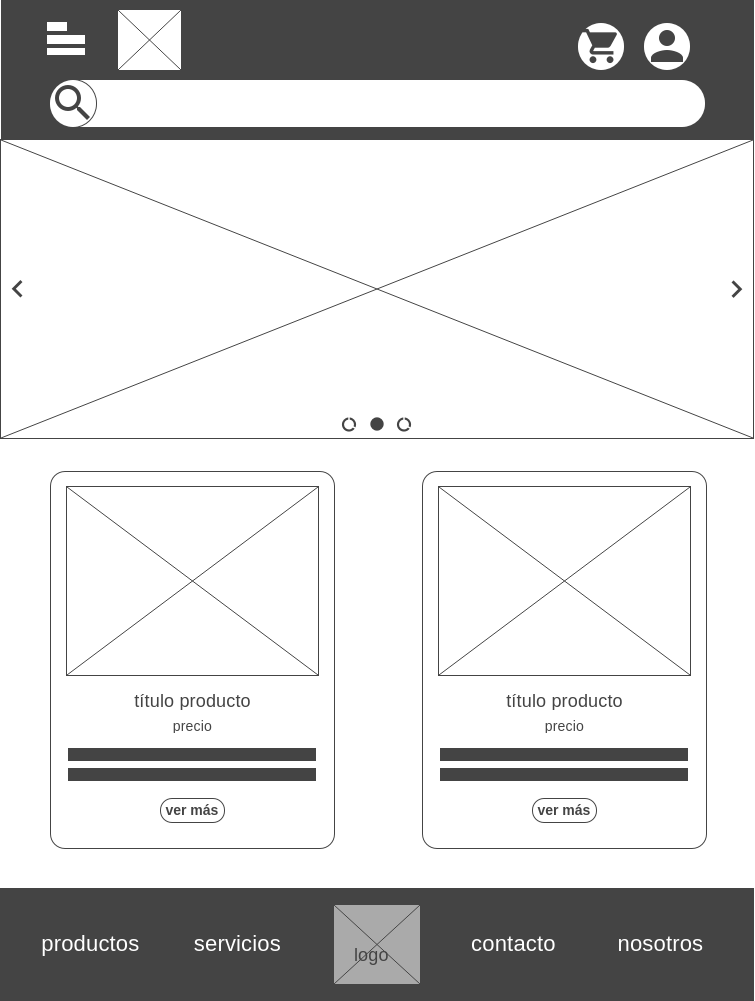 título producto
precio
ver más
título producto
precio
ver más
productos
servicios
logo
contacto
nosotros